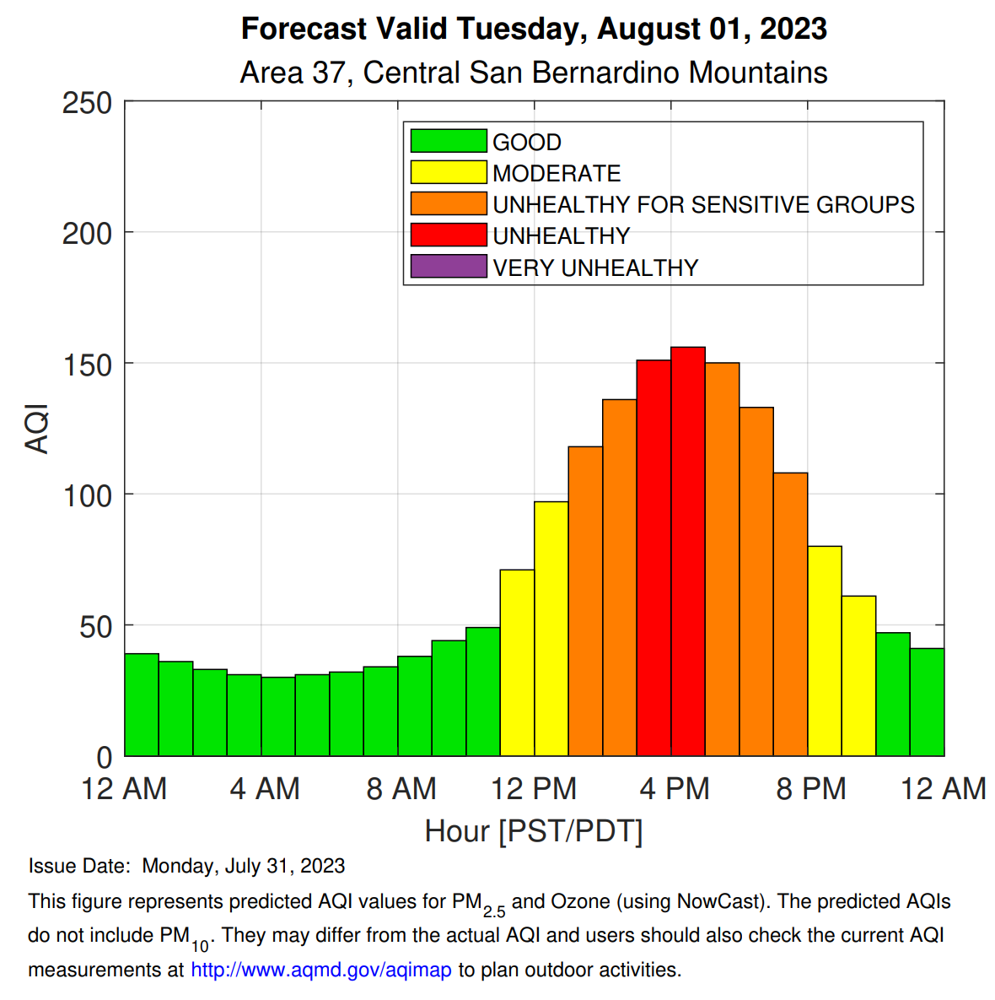 Forecast Valid Tuesday, August 01, 2023
Area 37, Central San Bernardino Mountains
250
200
150
100
50
0
AQI
GOOD
MODERATE
UNHEALTHY FOR SENSITIVE GROUPS
UNHEALTHY
VERY UNHEALTHY
12 AM 4 AM 8 AM 12 PM 4 PM 8 PM 12 AM
Hour [PST/PDT]
Issue Date: Monday, July 31, 2023
This figure represents predicted AQI values for PM2.5 and Ozone (using NowCast). The predicted AQIs
do not include PM10. They may differ from the actual AQI and users should also check the current AQI
measurements at http://www.aqmd.gov/aqimap to plan outdoor activities.